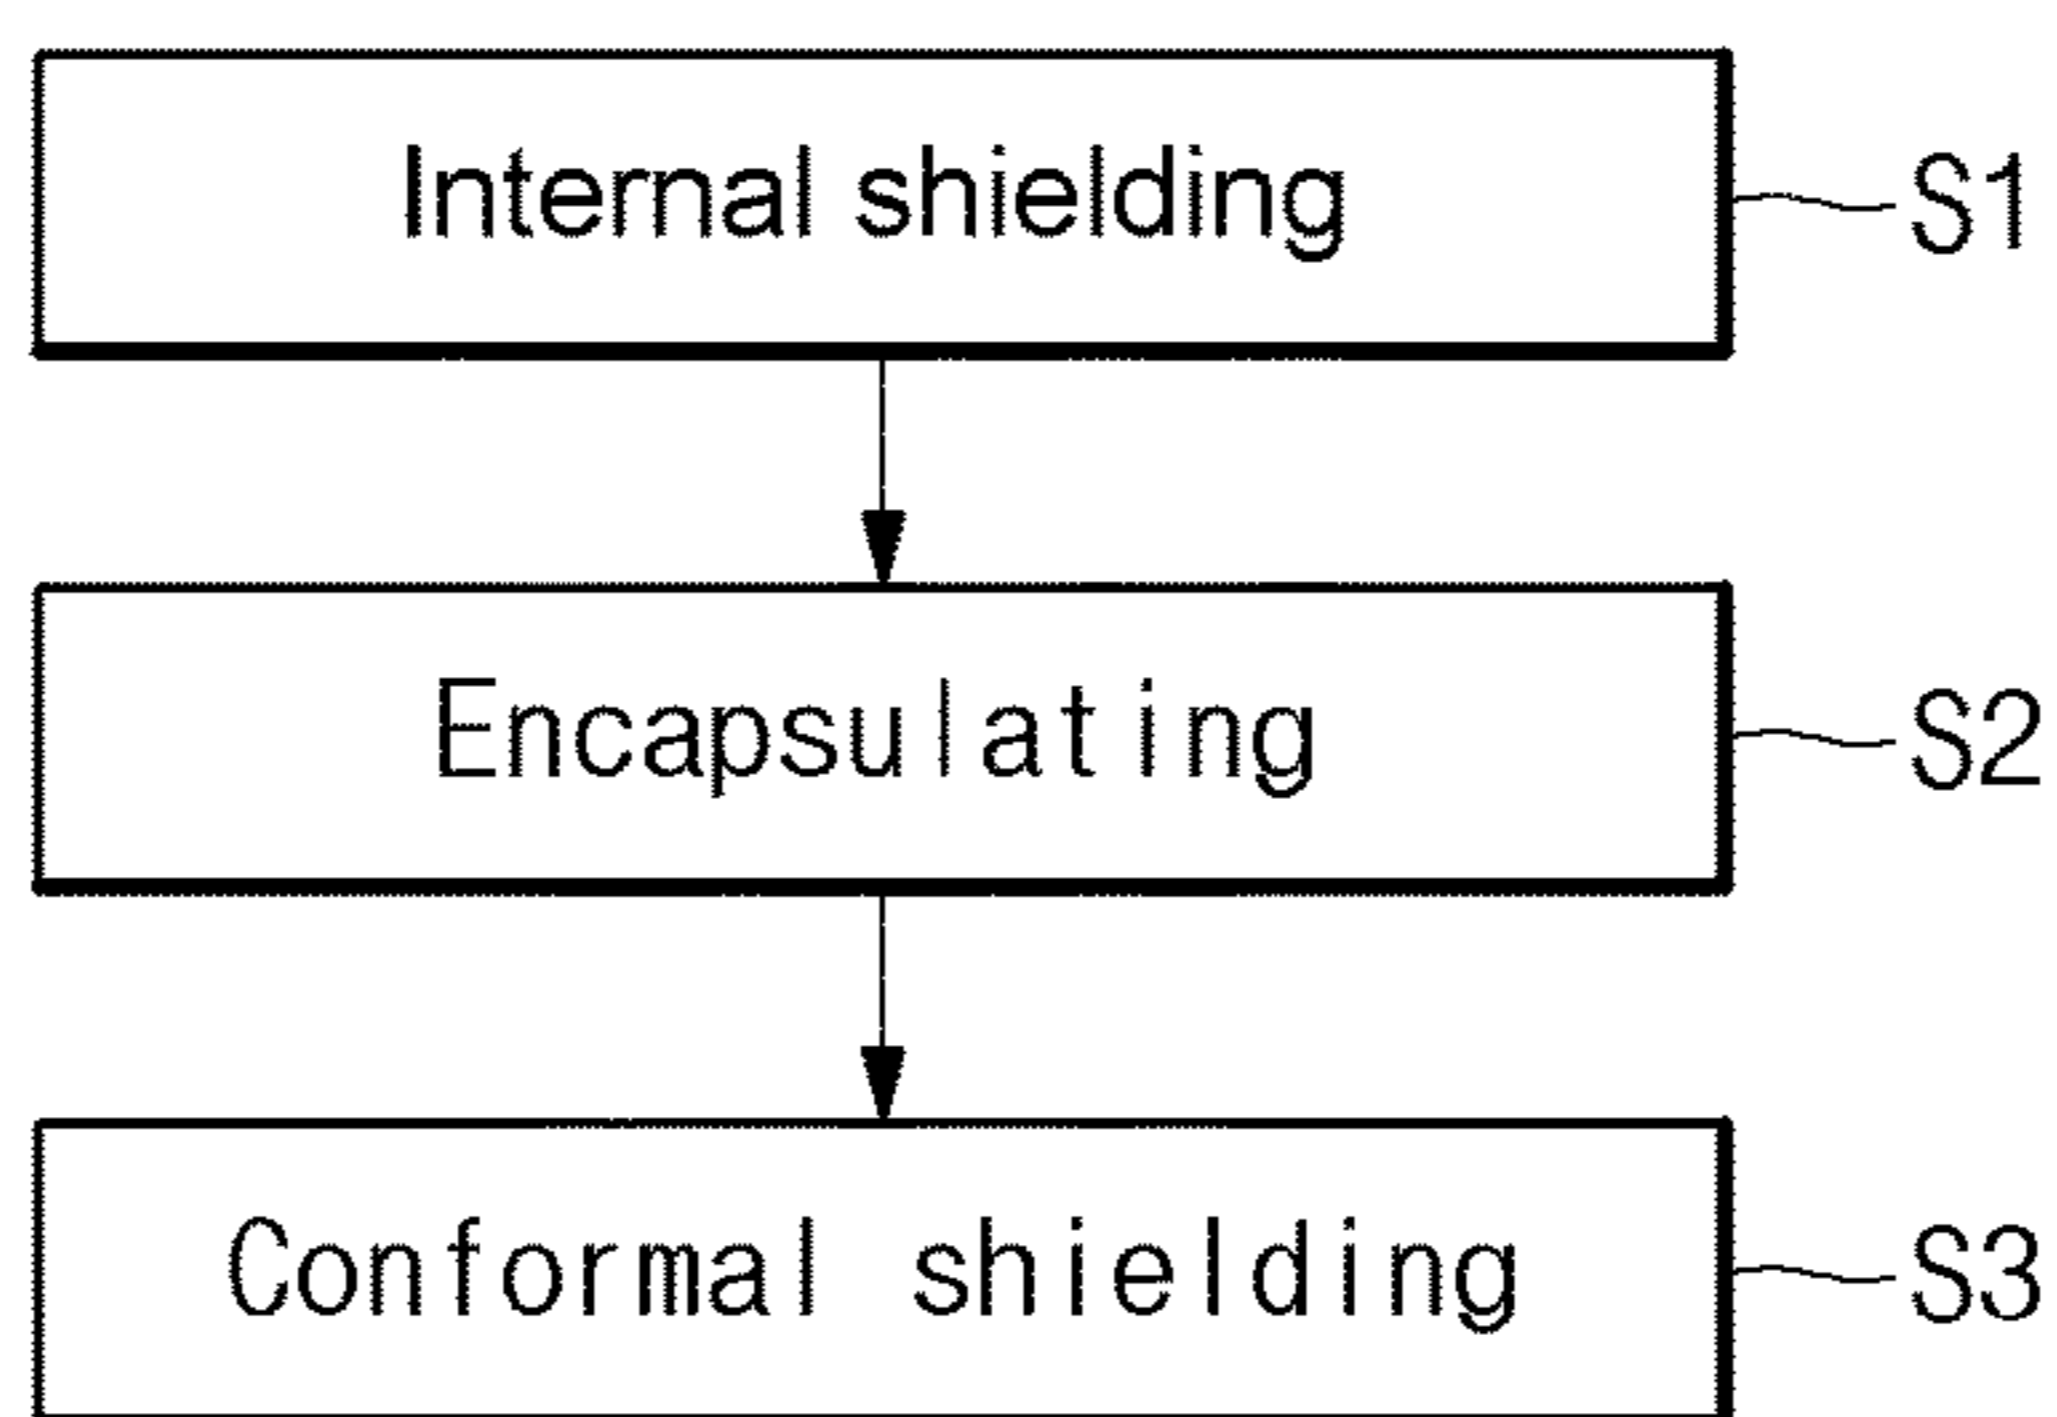 Internal shielding
S1
Encapsulating
S2
Conformal shielding
S3